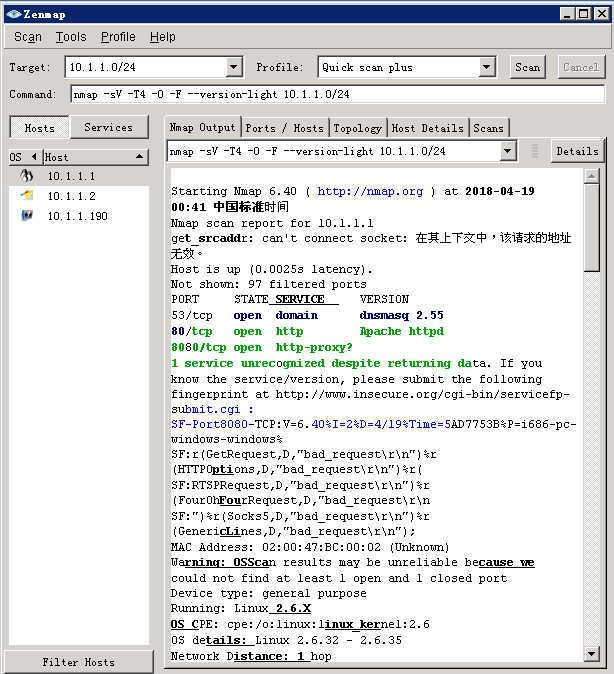 Zenmap
Scan Tools Profile Help
Target: 10.1.1.0/24 Profile: Quick scan plus Scan Cancel
Command: nmap -sV -T4 -O -F --version-light 10.1.1.0/24
Hosts Services
OS Host
10.1.1.1
10.1.1.2
10.1.1.190
Filter Hosts
Nmap Output Ports / Hosts Topology Host Details Scans
nmap -sV -T4 -O -F --version-light 10.1.1.0/24 Details
Starting Nmap 6.40 ( http://nmap.org ) at 2018-04-19
00:41 中国标准时间
Nmap scan report for 10.1.1.1
get_srcaddr: can't connect socket: 在其上下文中，该请求的地址
无效。
Host is up (0.0025s latency).
Not shown: 97 filtered ports
PORT STATE SERVICE VERSION
53/tcp open domain dnsmasq 2.55
80/tcp open http Apache httpd
8080/tcp open http-proxy?
1 service unrecognized despite returning data. If you
know the service/version, please submit the following
fingerprint at http://www.insecure.org/cgi-bin/servicefp-
submit.cgi :
SF-Port8080-TCP:V=6.40%I=2%D=4/19%Time=5AD7753B%P=i686-pc-
windows-windows%
SF:r(GetRequest,D,"bad_request\r\n")%r
(HTTPOptions,D,"bad_request\r\n")%r(
SF:RTSPRequest,D,"bad_request\r\n")%r
(FourOhFourRequest,D,"bad_request\r\n
SF:")%r(Socks5,D,"bad_request\r\n")%r
(GenericLines,D,"bad_request\r\n");
MAC Address: 02:00:47:BC:00:02 (Unknown)
Warning: OSScan results may be unreliable because we
could not find at least 1 open and 1 closed port
Device type: general purpose
Running: Linux 2.6.X
OS CPE: cpe:/o:linux:linux_kernel:2.6
OS details: Linux 2.6.32 - 2.6.35
Network Distance: 1 hop